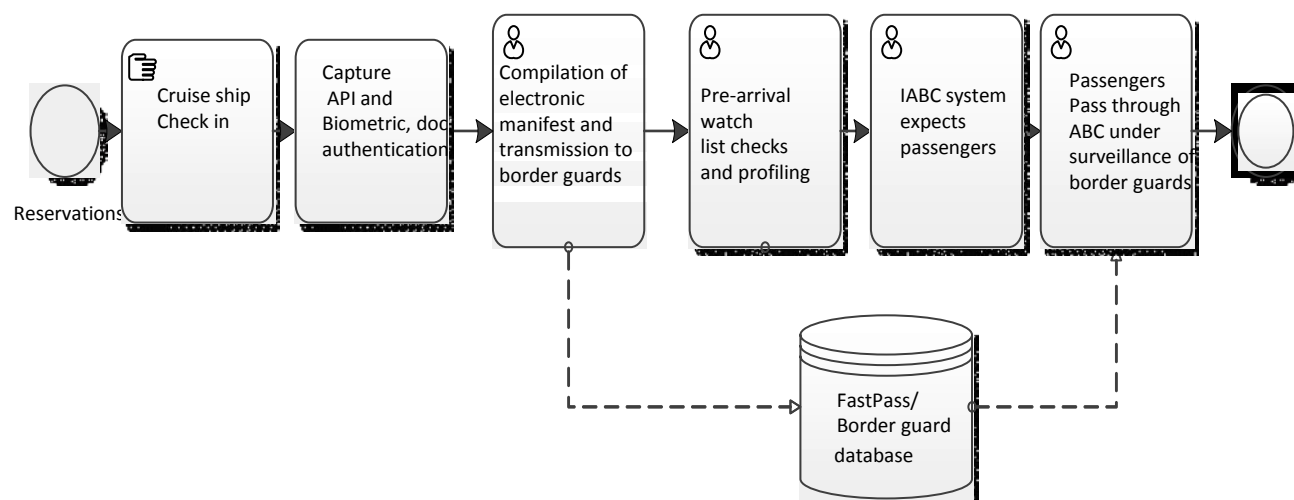 Reservations
Cruise ship
Check in
Capture
API and
Biometric, doc
authentication
Compilation of
electronic
manifest and
transmission to
border guards
Pre-arrival
watch
list checks
and profiling
IABC system
expects
passengers
Passengers
Pass through
ABC under
surveillance of
border guards
FastPass/
Border guard
database